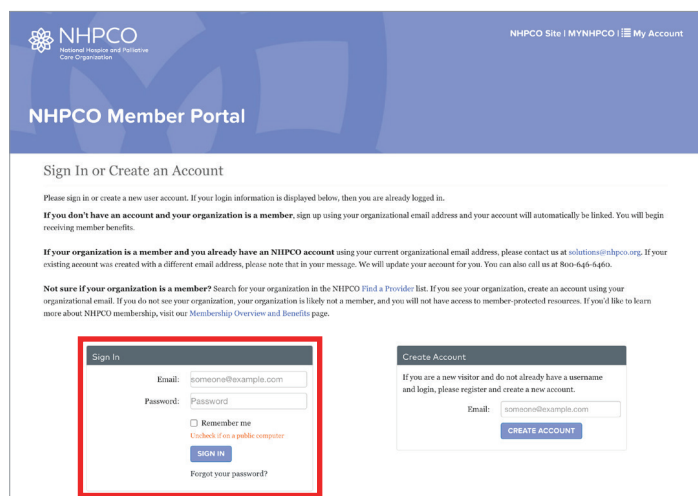 NHPCO
National Hospice and Palliative
Care Organization
NHPCO Site | MYNHPCO | My Account
NHPCO Member Portal
Sign In or Create an Account
Please sign in or create a new user account. If your login information is displayed below, then you are already logged in.
If you don't have an account and your organization is a member, sign up using your organizational email address and your account will automatically be linked. You will begin
receiving member benefits.
If your organization is a member and you already have an NHPCO account using your current organizational email address, please contact us at solutions@nhpco.org. If your
existing account was created with a different email address, please note that in your message. We will update your account for you. You can also call us at 800-646-6460.
Not sure if your organization is a member? Search for your organization in the NHPCO Find a Provider list. If you see your organization, create an account using your
organizational email. If you do not see your organization, your organization is likely not a member, and you will not have access to member-protected resources. If you'd like to learn
more about NHPCO membership, visit our Membership Overview and Benefits page.
Sign In
Email: someone@example.com
Password: Password
Remember me
Uncheck if on a public computer
SIGN IN
Forgot your password?
Create Account
If you are a new visitor and do not already have a username
and login, please register and create a new account.
Email: someone@example.com
CREATE ACCOUNT